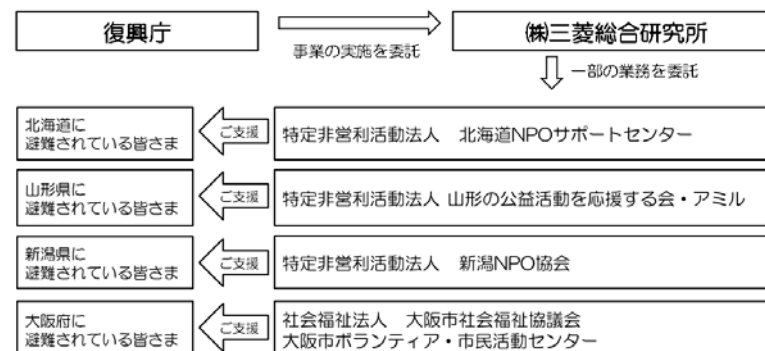 復興庁
事業の実施を委託
㈱三菱総合研究所
一部の業務を委託
北海道に
避難されている皆さま
ご支援
特定非営利活動法人　北海道NPOサポートセンター
山形県に
避難されている皆さま
ご支援
特定非営利活動法人 山形の公益活動を応援する会・アミル
新潟県に
避難されている皆さま
ご支援
特定非営利活動法人　新潟NPO協会
大阪府に
避難されている皆さま
ご支援
社会福祉法人　大阪市社会福祉協議会
大阪市ボランティア・市民活動センター